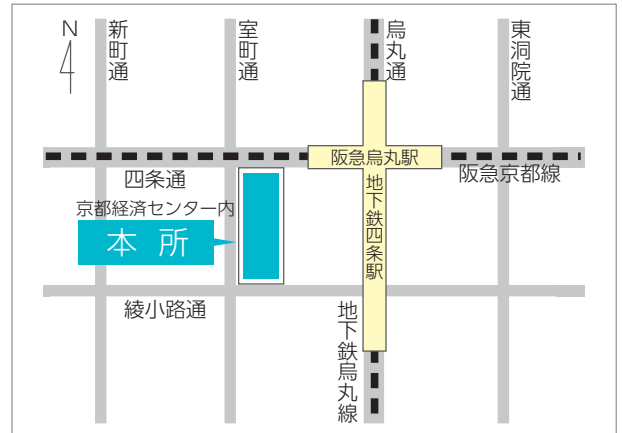 N
新町通
室町通
烏丸通
東洞院通
阪急烏丸駅
四条通
阪急京都線
京都経済センター内
本所
地下鉄四条駅
綾小路通
地下鉄烏丸線